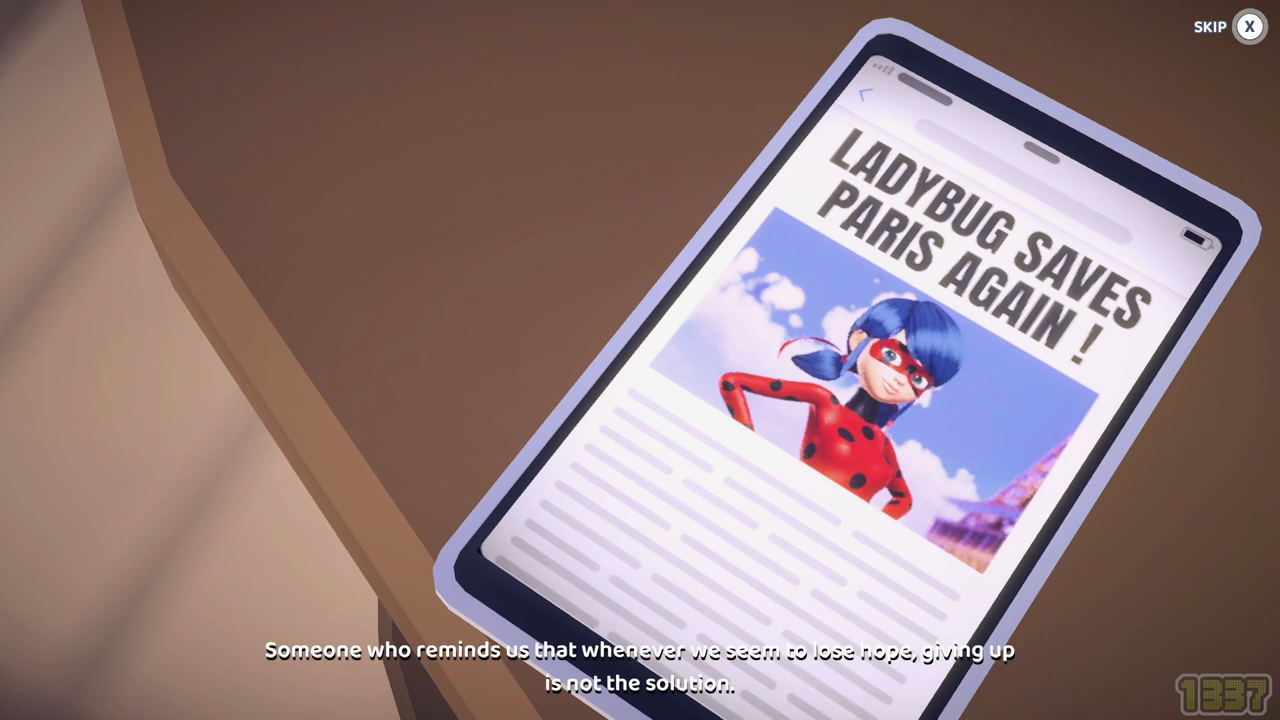 SKIP X
LADYBUG SAVES
PARIS AGAIN !
Someone who reminds us that whenever we seem to lose hope, giving up
is not the solution.
1337